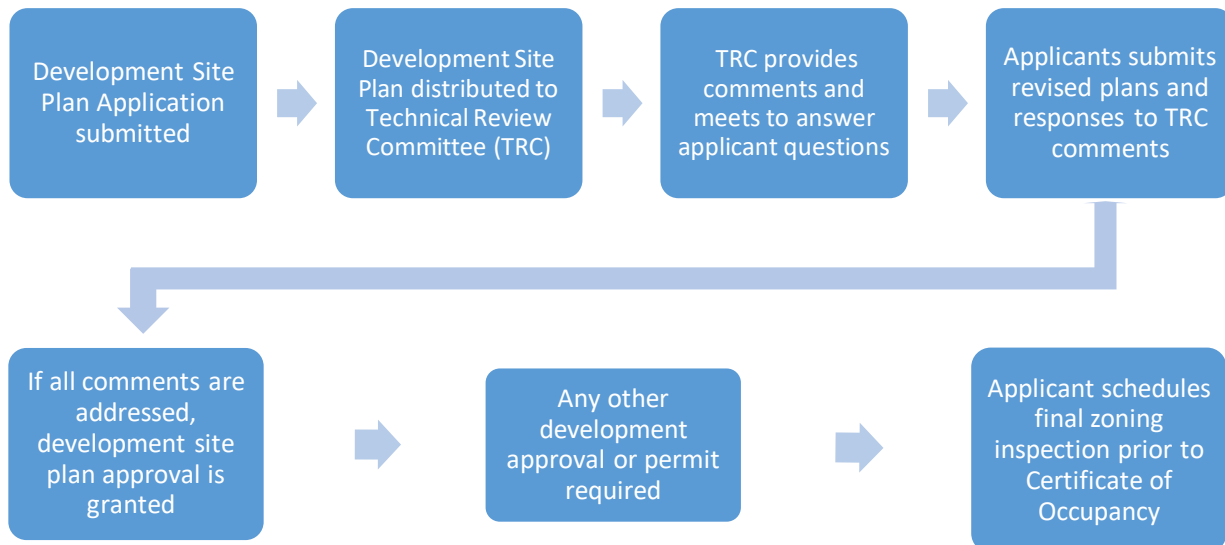 Development Site
Plan Application
submitted
Development Site
Plan distributed to
Technical Review
Committee (TRC)
TRC provides
comments and
meets to answer
applicant questions
Applicants submits
revised plans and
responses to TRC
comments
If all comments are
addressed,
development site
plan approval is
granted
Any other
development
approval or permit
required
Applicant schedules
final zoning
inspection prior to
Certificate of
Occupancy